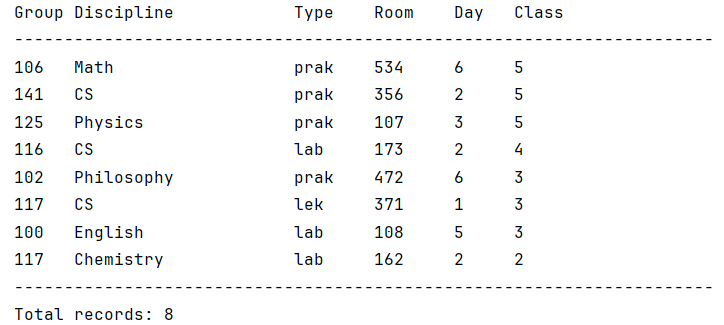 Group Discipline            Type    Room    Day   Class
----------------------------------------------------------------------
106   Math                  prak    534     6     5
141   CS                    prak    356     2     5
125   Physics               prak    107     3     5
116   CS                    lab     173     2     4
102   Philosophy            prak    472     6     3
117   CS                    lek     371     1     3
100   English               lab     108     5     3
117   Chemistry             lab     162     2     2
----------------------------------------------------------------------
Total records: 8